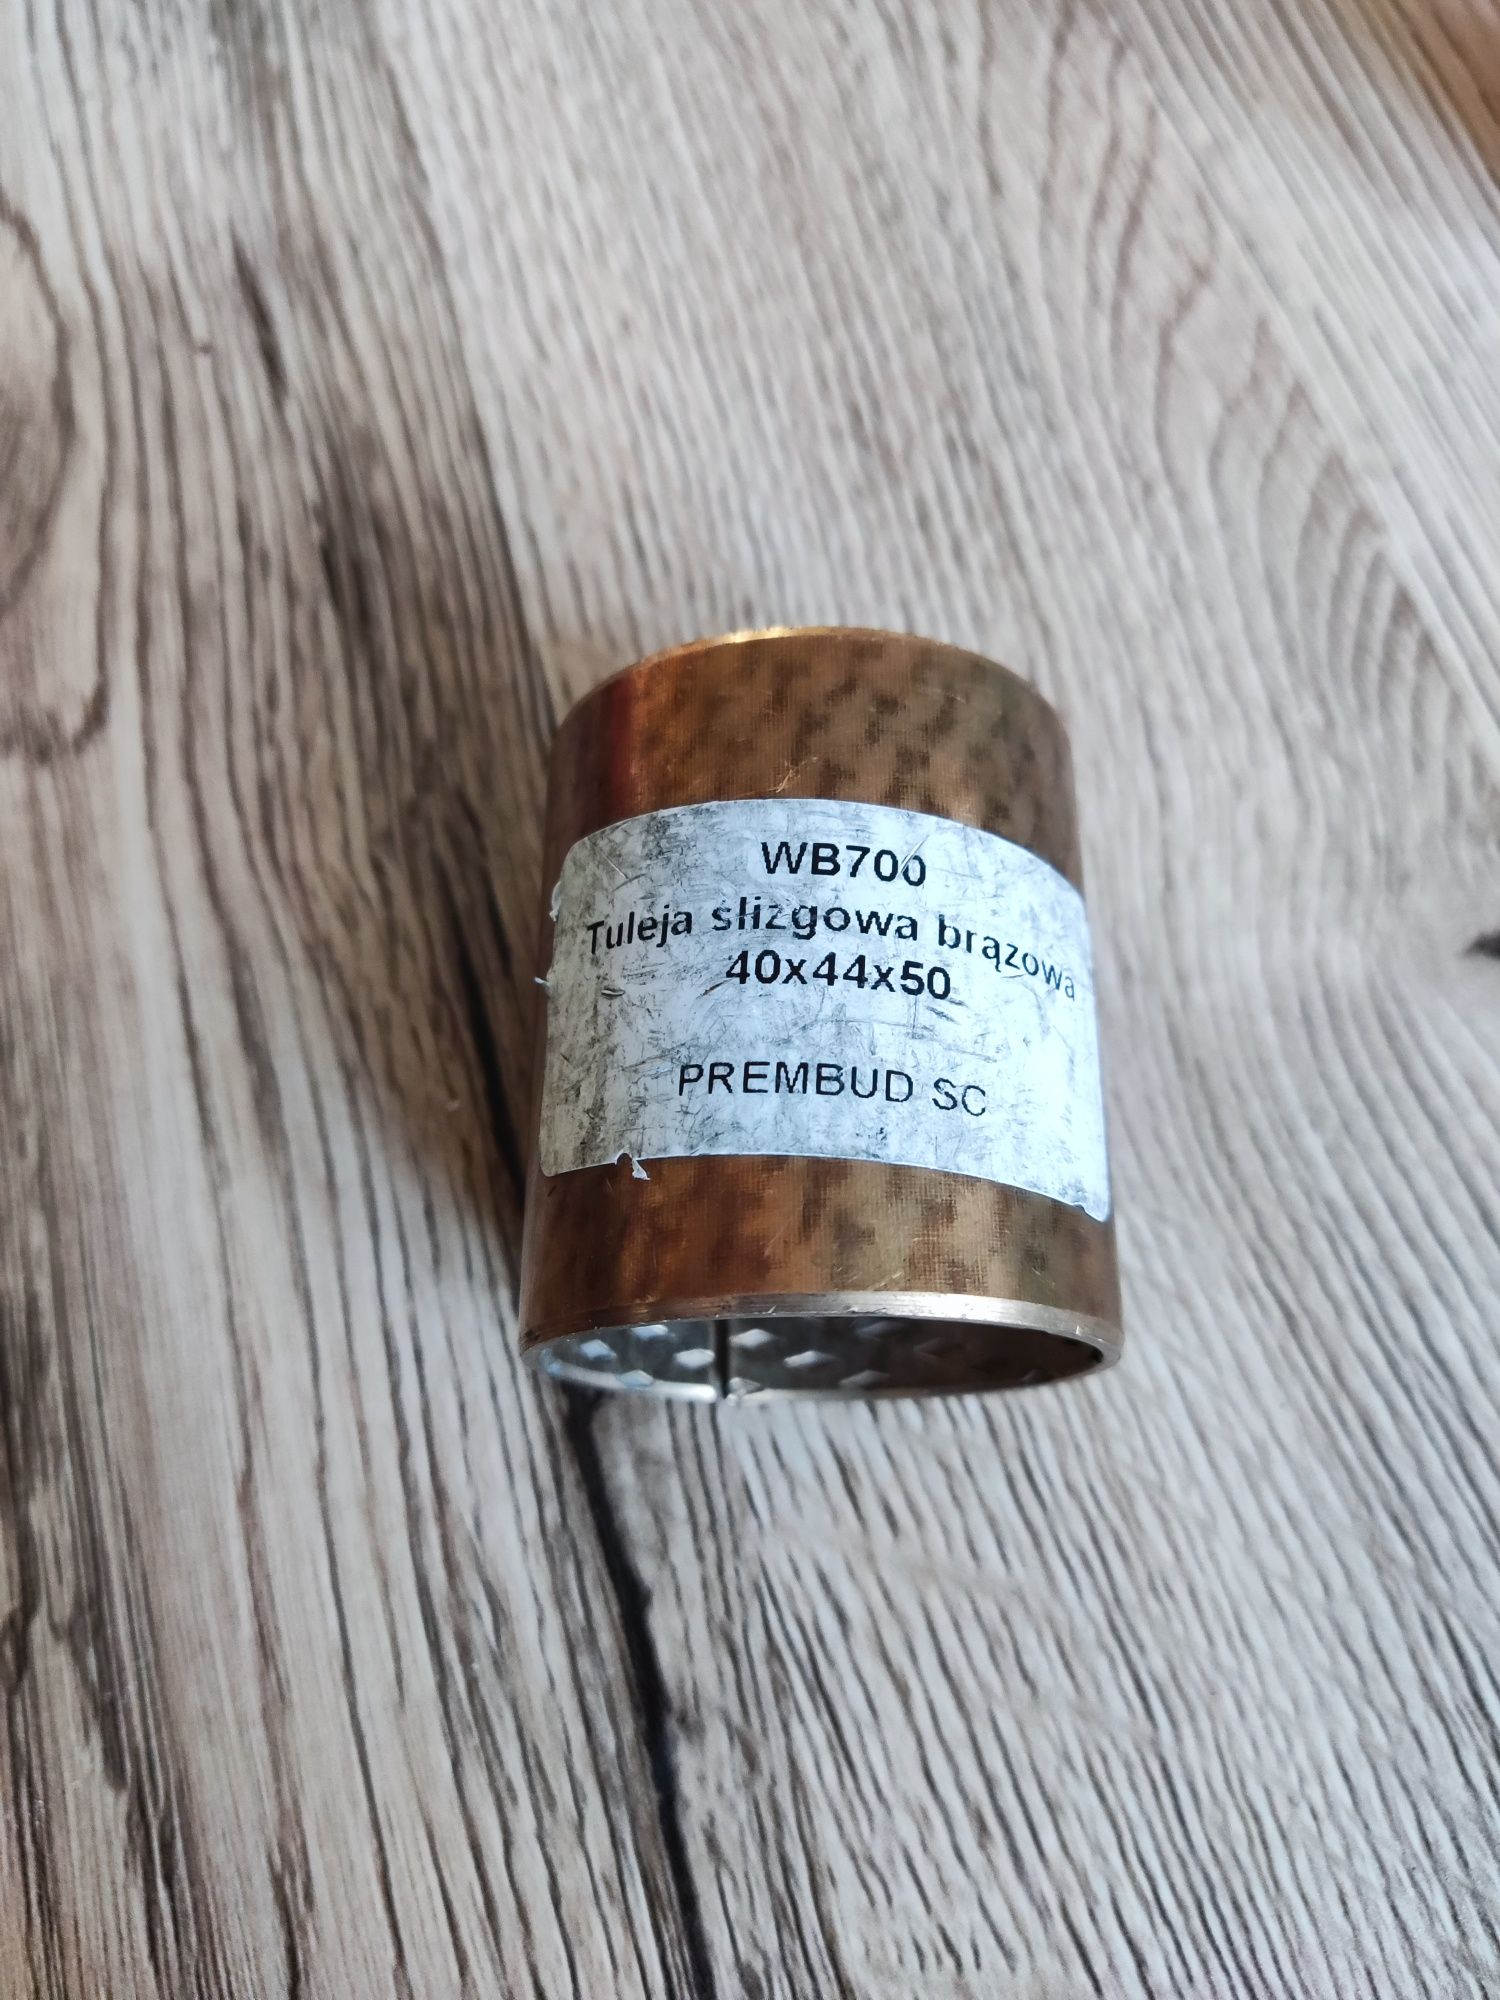 WB700
Tuleja ślizgowa brązowa
40x44x50
PREMBUD SC